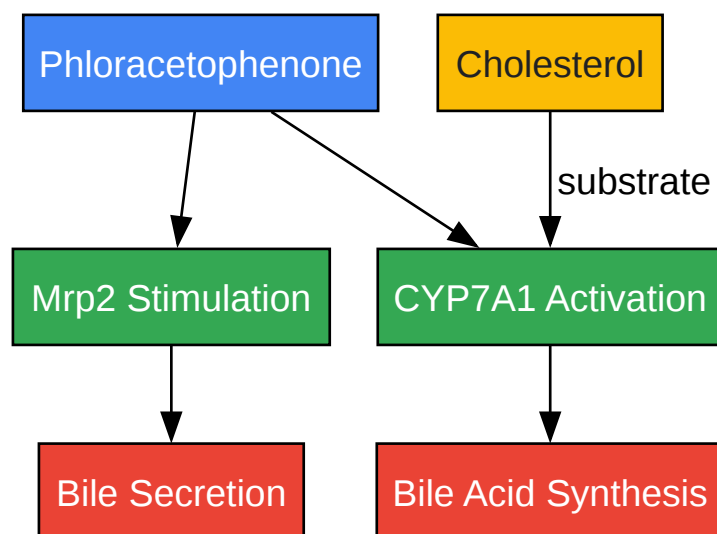 Phloracetophenone
Cholesterol
substrate
Mrp2 Stimulation
CYP7A1 Activation
Bile Secretion
Bile Acid Synthesis